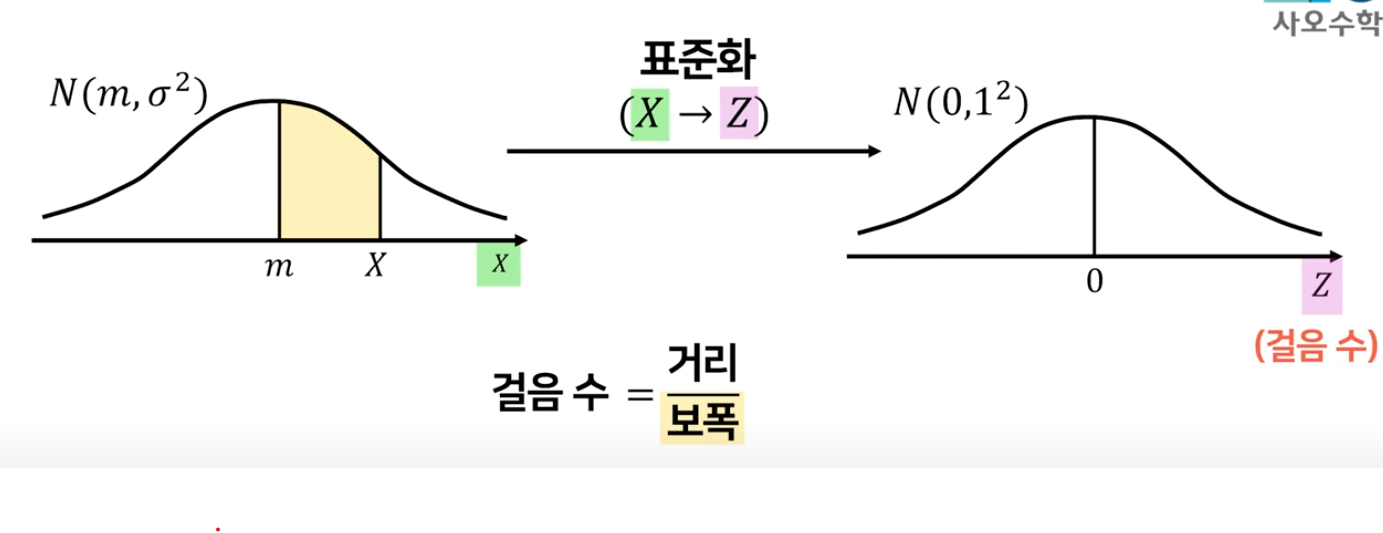 사오수학
표준화
(X → Z)
N(m, σ²)
N(0,1²)
m
X
X
0
Z
(걸음 수)
걸음 수 = 거리
보폭